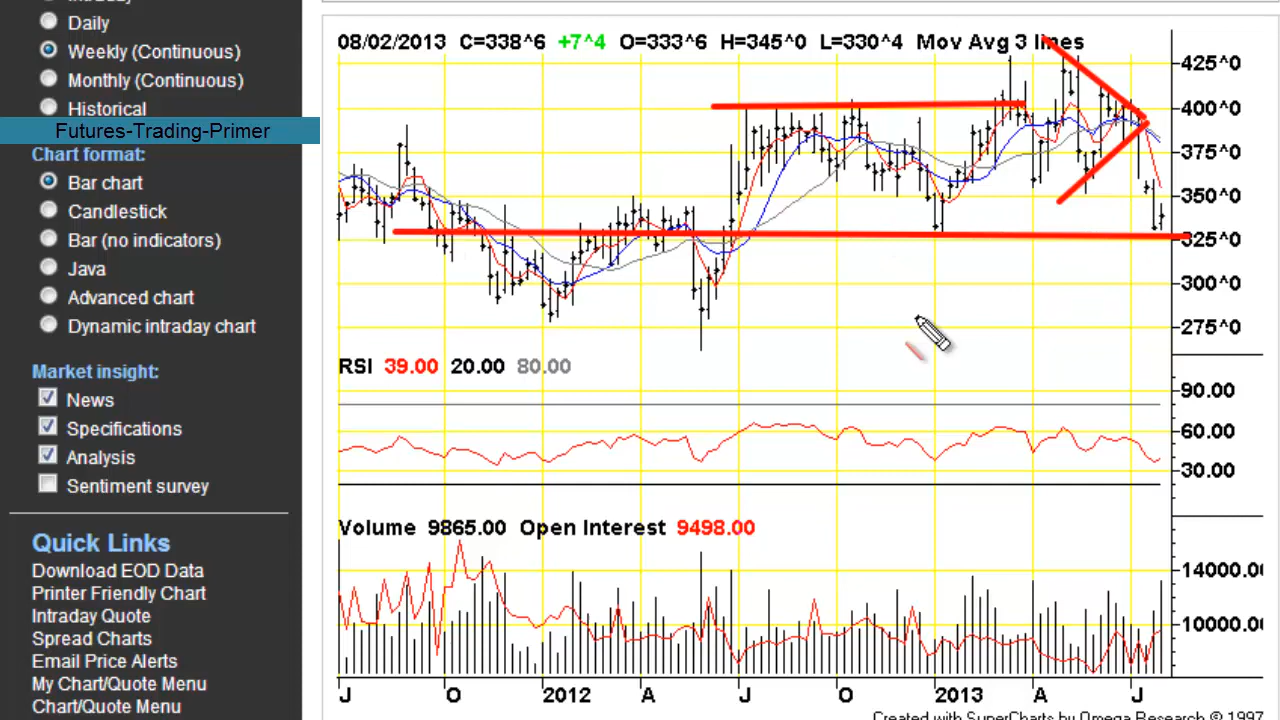 Daily
Weekly (Continuous)
Monthly (Continuous)
Historical
Futures-Trading-Primer
Chart format:
Bar chart
Candlestick
Bar (no indicators)
Java
Advanced chart
Dynamic intraday chart
Market insight:
News
Specifications
Analysis
Sentiment survey
Quick Links
Download EOD Data
Printer Friendly Chart
Intraday Quote
Spread Charts
Email Price Alerts
My Chart/Quote Menu
Chart/Quote Menu
08/02/2013 C=338^6 +7^4 O=333^6 H=345^0 L=330^4 Mov Avg 3 lines
425^0
400^0
375^0
350^0
325^0
300^0
275^0
RSI 39.00 20.00 80.00
90.00
60.00
30.00
Volume 9865.00 Open Interest 9498.00
14000.00
10000.00
J O 2012 A J O 2013 A J
Created with SuperCharts by Omega Research © 1997